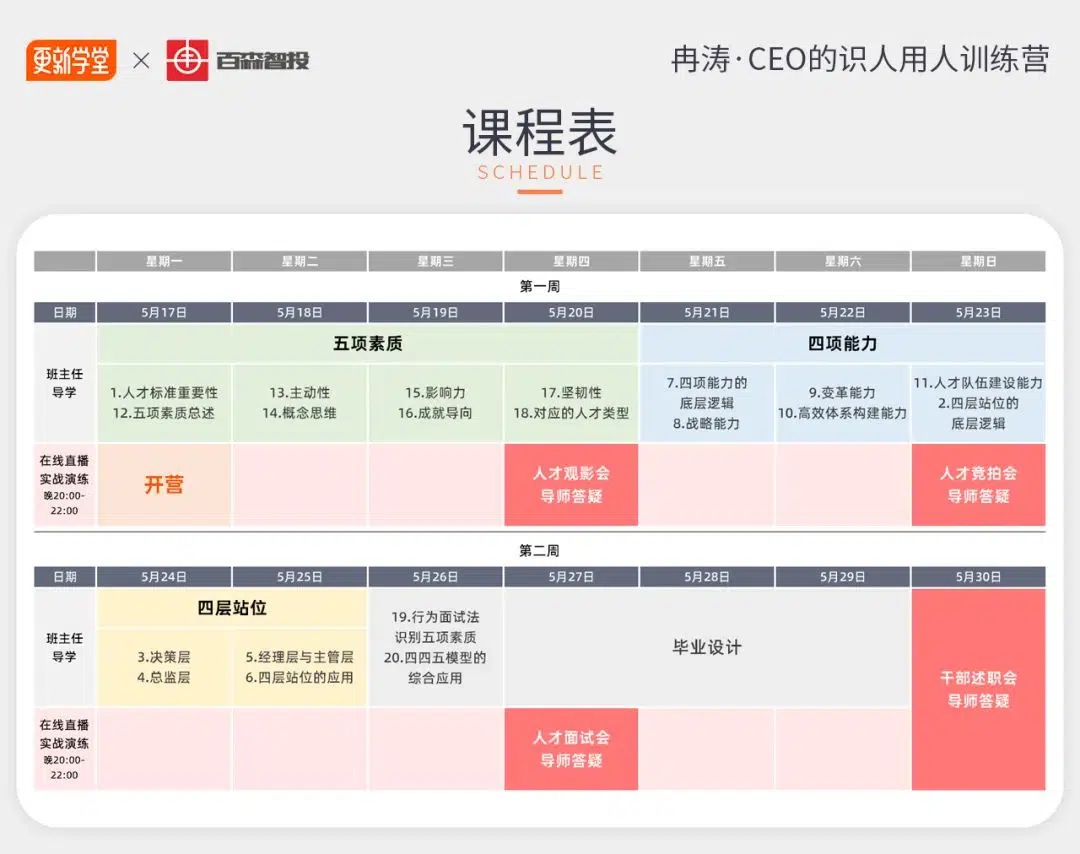 更新学堂 × 百森智投
冉涛·CEO的识人用人训练营
课程表
SCHEDULE
星期一 星期二 星期三 星期四 星期五 星期六 星期日
第一周
日期 5月17日 5月18日 5月19日 5月20日 5月21日 5月22日 5月23日
班主任
导学
五项素质
四项能力
1.人才标准重要性
12.五项素质总述
13.主动性
14.概念思维
15.影响力
16.成就导向
17.坚韧性
18.对应的人才类型
7.四项能力的
底层逻辑
8.战略能力
9.变革能力
10.高效体系构建能力
11.人才队伍建设能力
2.四层站位的
底层逻辑
在线直播
实战演练
晚20:00-
22:00
开营
人才观影会
导师答疑
人才竞拍会
导师答疑
第二周
日期 5月24日 5月25日 5月26日 5月27日 5月28日 5月29日 5月30日
班主任
导学
四层站位
3.决策层
4.总监层
5.经理层与主管层
6.四层站位的应用
19.行为面试法
识别五项素质
20.四四五模型的
综合应用
毕业设计
干部述职会
导师答疑
在线直播
实战演练
晚20:00-
22:00
人才面试会
导师答疑